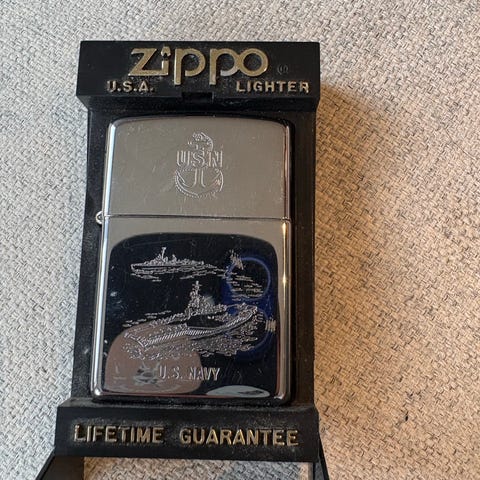 Zippo
U.S.A. LIGHTER
USN
U.S. NAVY
LIFETIME GUARANTEE